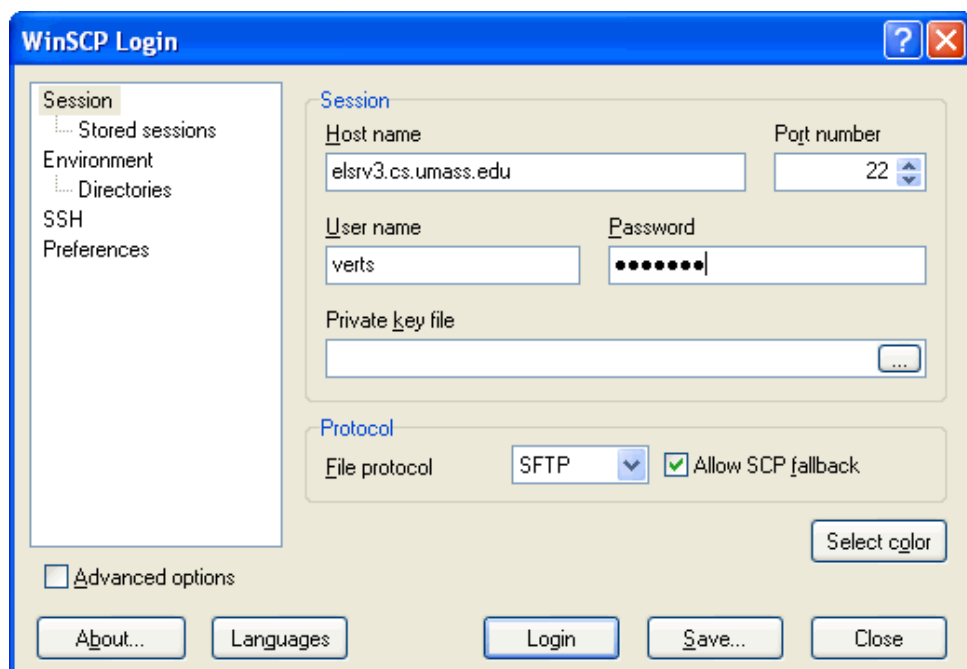 WinSCP Login
Session
Stored sessions
Environment
Directories
SSH
Preferences
Session
Host name Port number
elsrv3.cs.umass.edu 22
User name Password
verts ●●●●●●●
Private key file
...
Protocol
File protocol SFTP Allow SCP fallback
Select color
Advanced options
About... Languages Login Save... Close